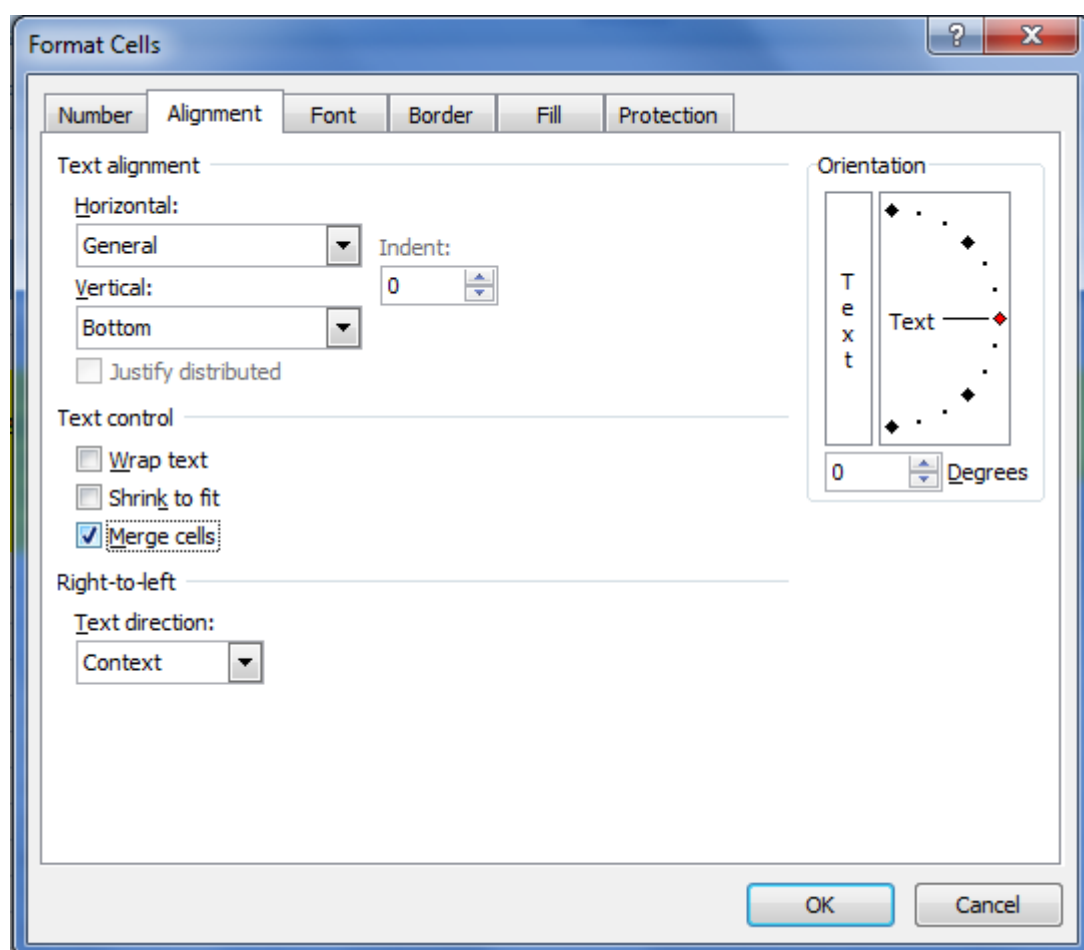 Format Cells
?
X
Number Alignment Font Border Fill Protection
Text alignment
Horizontal:
General
Indent:
0
Vertical:
Bottom
Justify distributed
Text control
Wrap text
Shrink to fit
Merge cells
Right-to-left
Text direction:
Context
Orientation
T
e
x
t
Text
0 Degrees
OK Cancel